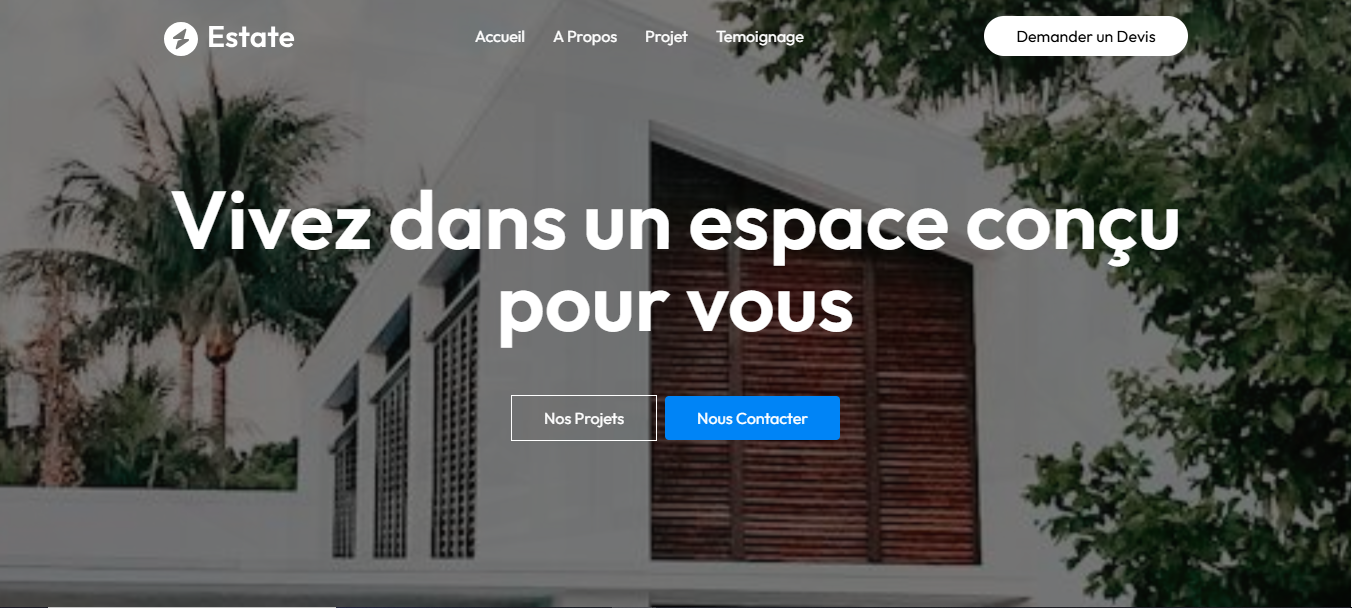 Estate
Accueil
A Propos
Projet
Temoignage
Demander un Devis
Vivez dans un espace conçu
pour vous
Nos Projets
Nous Contacter